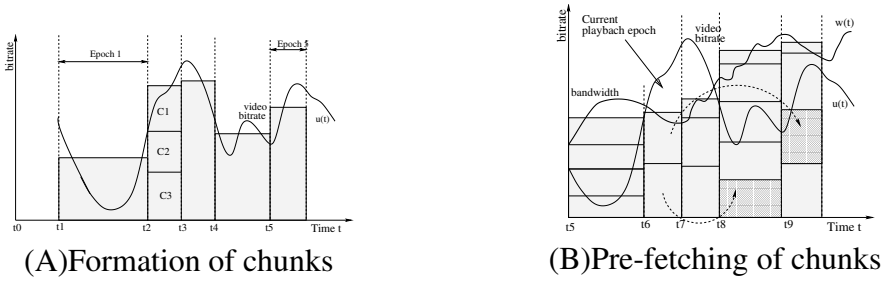 bitrate
Epoch 1
Epoch 5
C1
C2
C3
video
bitrate
u(t)
t0
t1
t2
t3
t4
t5
Time t
(A)Formation of chunks
bitrate
Current
playback epoch
video
bitrate
w(t)
bandwidth
u(t)
t5
t6
t7
t8
t9
Time t
(B)Pre-fetching of chunks